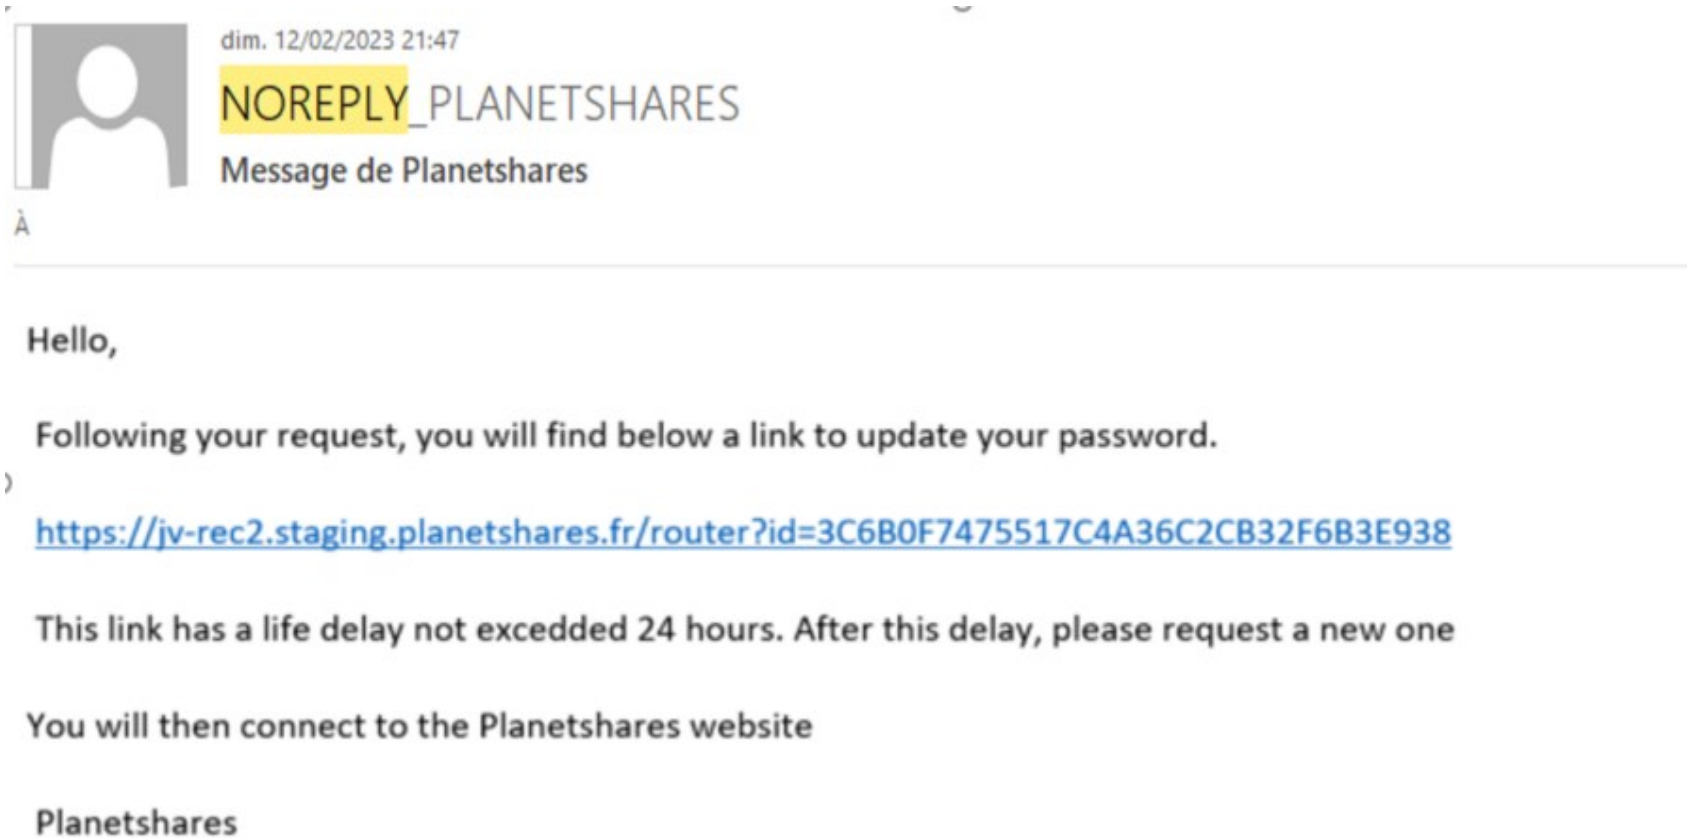 dim. 12/02/2023 21:47
NOREPLY_PLANETSHARES
Message de Planetshares
À
Hello,
Following your request, you will find below a link to update your password.
https://jv-rec2.staging.planetshares.fr/router?id=3C6B0F7475517C4A36C2CB32F6B3E938
This link has a life delay not excedded 24 hours. After this delay, please request a new one
You will then connect to the Planetshares website
Planetshares